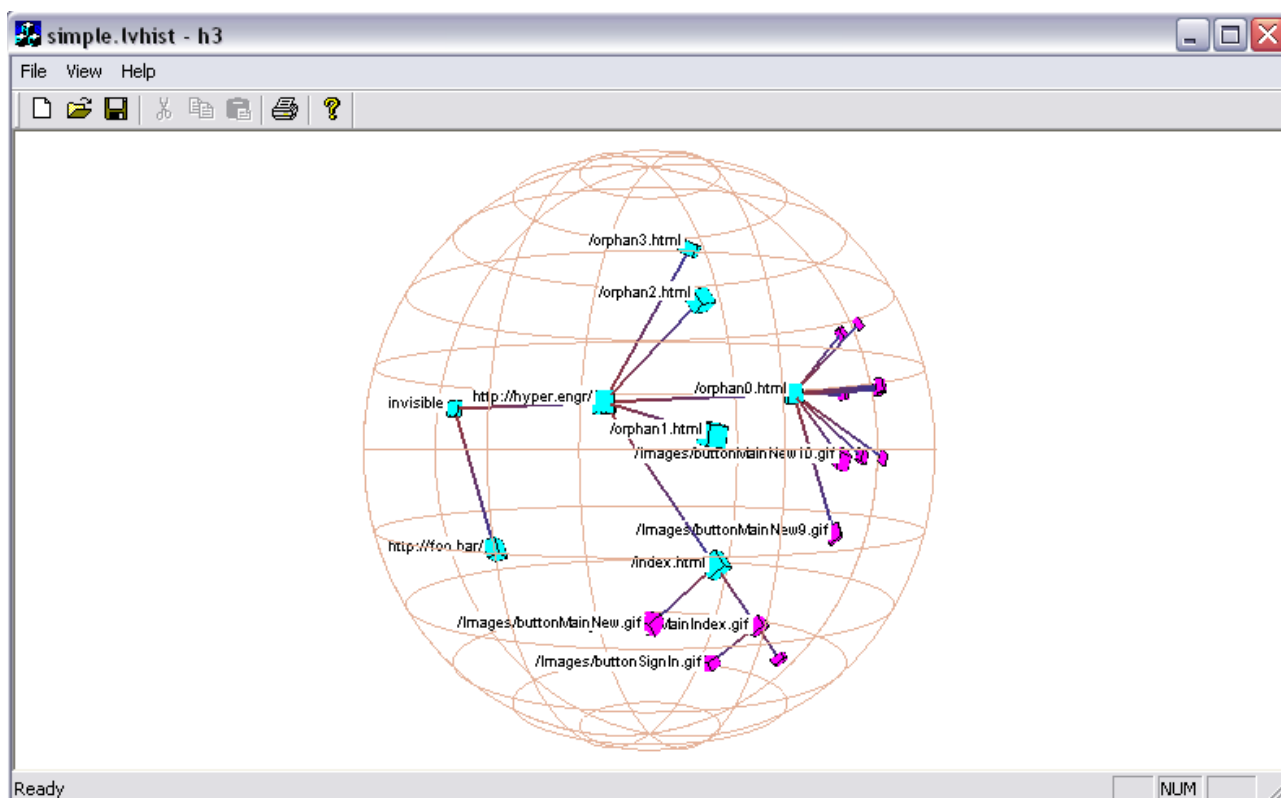 simple.lvhist - h3
File View Help
/orphan3.html
/orphan2.html
/orphan0.html
http://hyper.engr/
invisible
/orphan1.html
/Images/buttonMainNew10.gif
/Images/buttonMainNew9.gif
http://foo.bar/
/index.html
/Images/buttonMainNew.gif
MainIndex.gif
/Images/buttonSignIn.gif
Ready
NUM